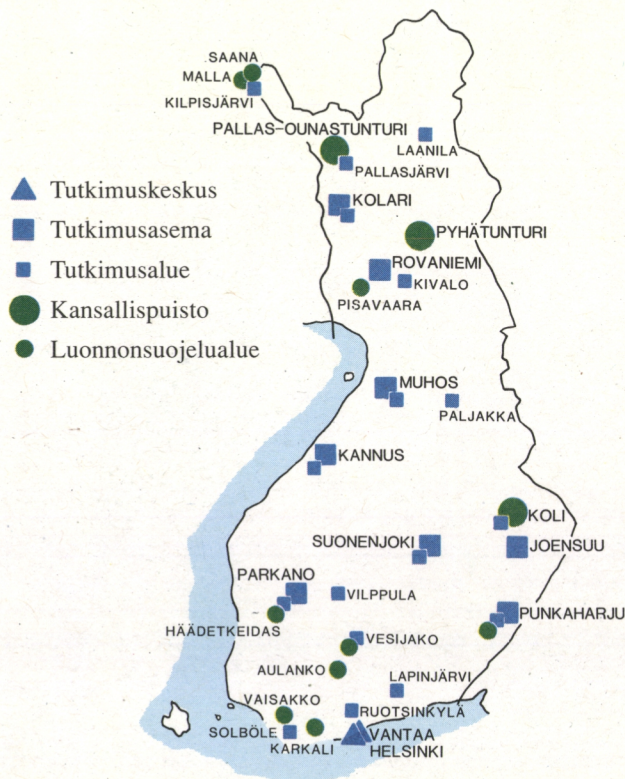 SAANA
MALLA
KILPISJÄRVI
PALLAS-OUNASTUNTURI
LAANILA
PALLASJÄRVI
Tutkimuskeskus
KOLARI
Tutkimusasema
PYHÄTUNTURI
Tutkimusalue
ROVANIEMI
KIVALO
PISAVAARA
Kansallispuisto
Luonnonsuojelualue
MUHOS
PALJAKKA
KANNUS
KOLI
SUONENJOKI
JOENSUU
PARKANO
VILPPULA
PUNKAHARJU
HÄÄDETKEIDAS
VESIJAKO
AULANKO
LAPINJÄRVI
VAISAKKO
RUOTSINKYLÄ
SOLBÖLE
KARKALI
VANTAA
HELSINKI